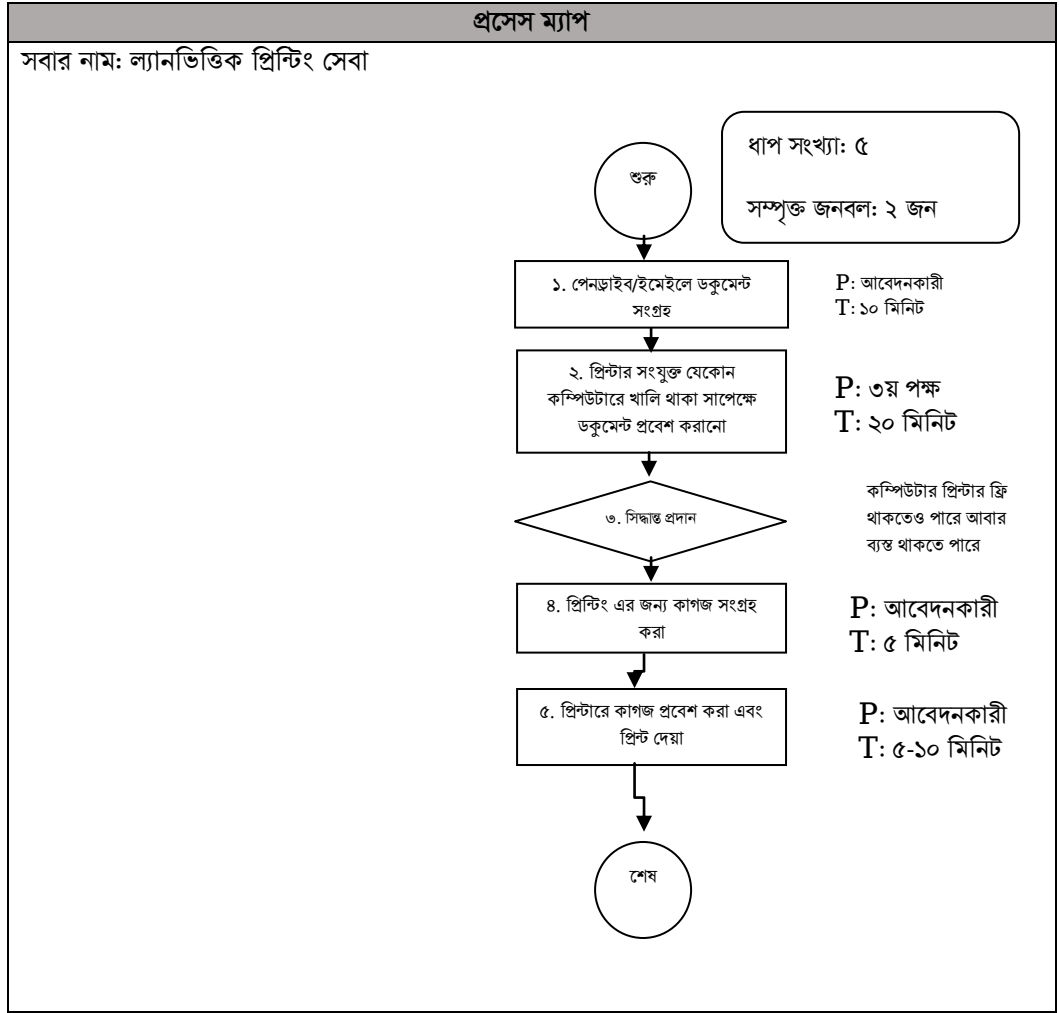 প্রসেস ম্যাপ
সবার নাম: ল্যানভিত্তিক প্রিন্টিং সেবা
ধাপ সংখ্যা: ৫
সম্পৃক্ত জনবল: ২ জন
শুরু
১. পেনড্রাইব/ইমেইলে ডকুমেন্ট
সংগ্রহ
P: আবেদনকারী
T: ১০ মিনিট
২. প্রিন্টার সংযুক্ত যেকোন
কম্পিউটারে খালি থাকা সাপেক্ষে
ডকুমেন্ট প্রবেশ করানো
P: ৩য় পক্ষ
T: ২০ মিনিট
৩. সিদ্ধান্ত প্রদান
কম্পিউটার প্রিন্টার ফ্রি
থাকতেও পারে আবার
ব্যস্ত থাকতে পারে
৪. প্রিন্টিং এর জন্য কাগজ সংগ্রহ
করা
P: আবেদনকারী
T: ৫ মিনিট
৫. প্রিন্টারে কাগজ প্রবেশ করা এবং
প্রিন্ট দেয়া
P: আবেদনকারী
T: ৫-১০ মিনিট
শেষ